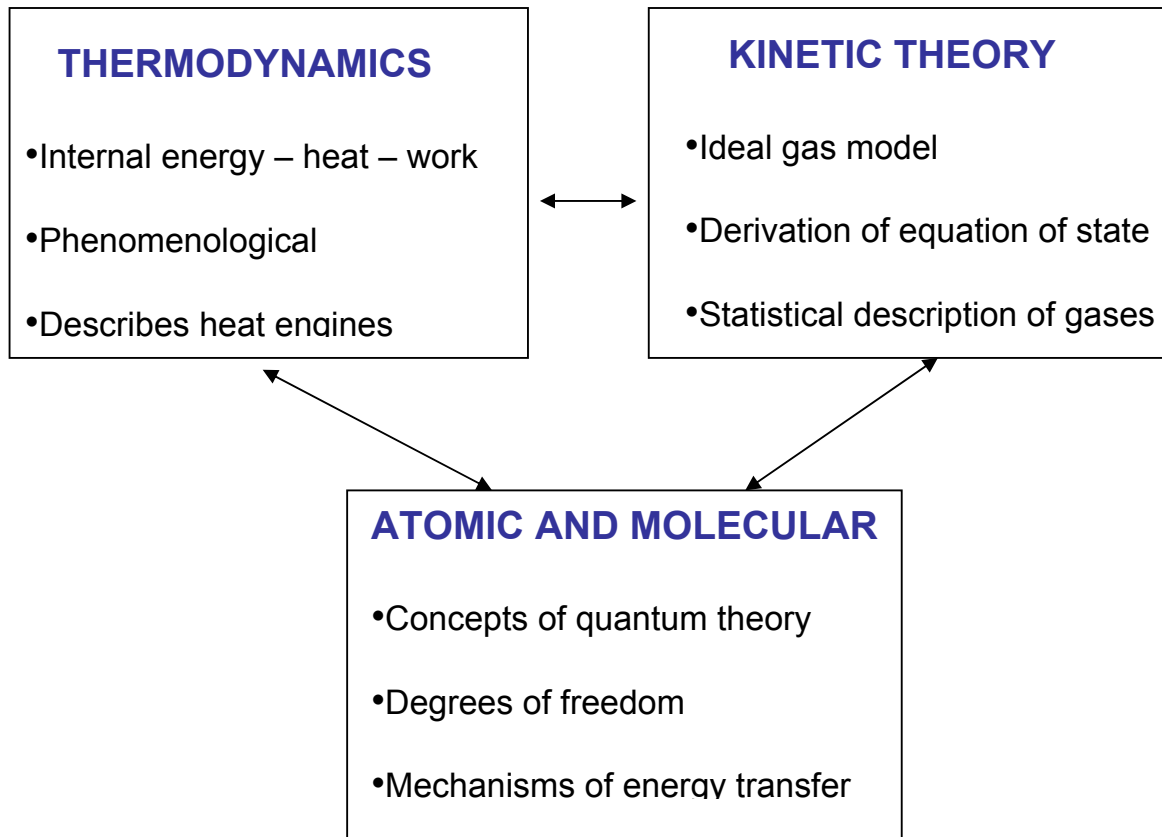 THERMODYNAMICS
•Internal energy – heat – work
•Phenomenological
•Describes heat engines
KINETIC THEORY
•Ideal gas model
•Derivation of equation of state
•Statistical description of gases
ATOMIC AND MOLECULAR
•Concepts of quantum theory
•Degrees of freedom
•Mechanisms of energy transfer